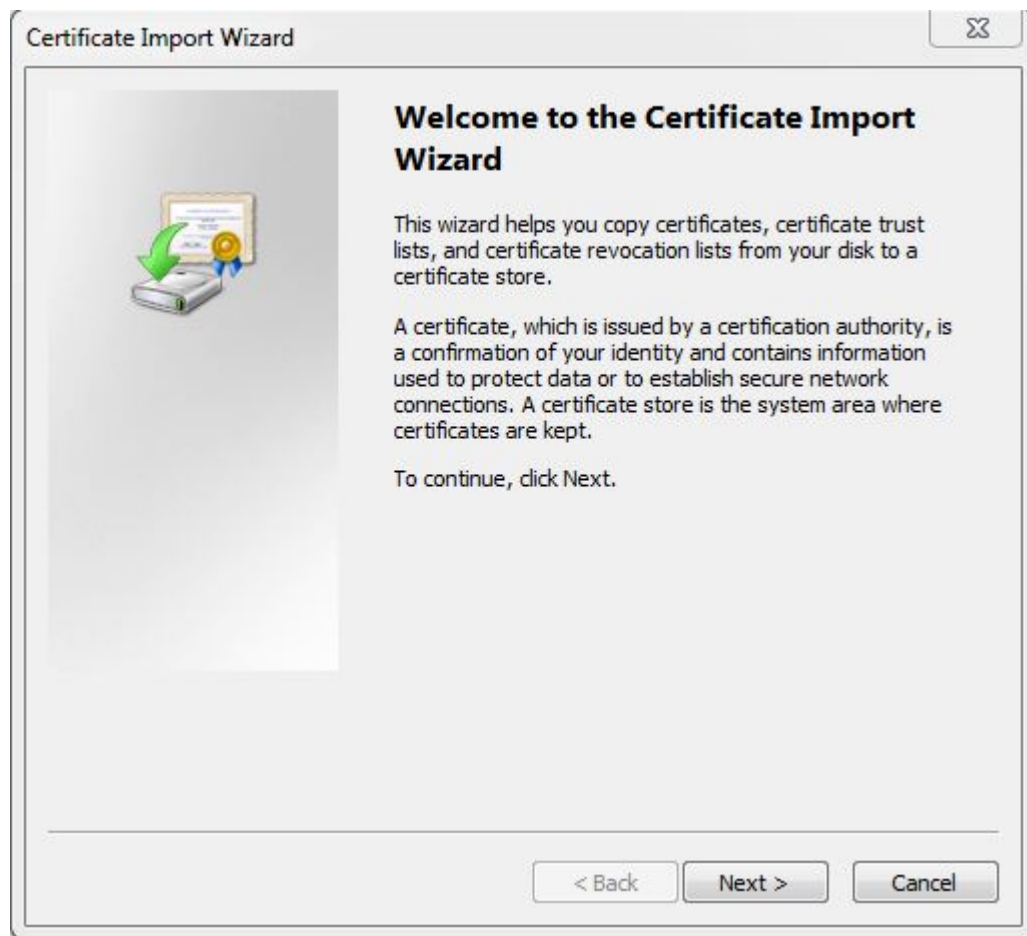 Certificate Import Wizard
Welcome to the Certificate Import
Wizard
This wizard helps you copy certificates, certificate trust
lists, and certificate revocation lists from your disk to a
certificate store.
A certificate, which is issued by a certification authority, is
a confirmation of your identity and contains information
used to protect data or to establish secure network
connections. A certificate store is the system area where
certificates are kept.
To continue, click Next.
< Back Next > Cancel